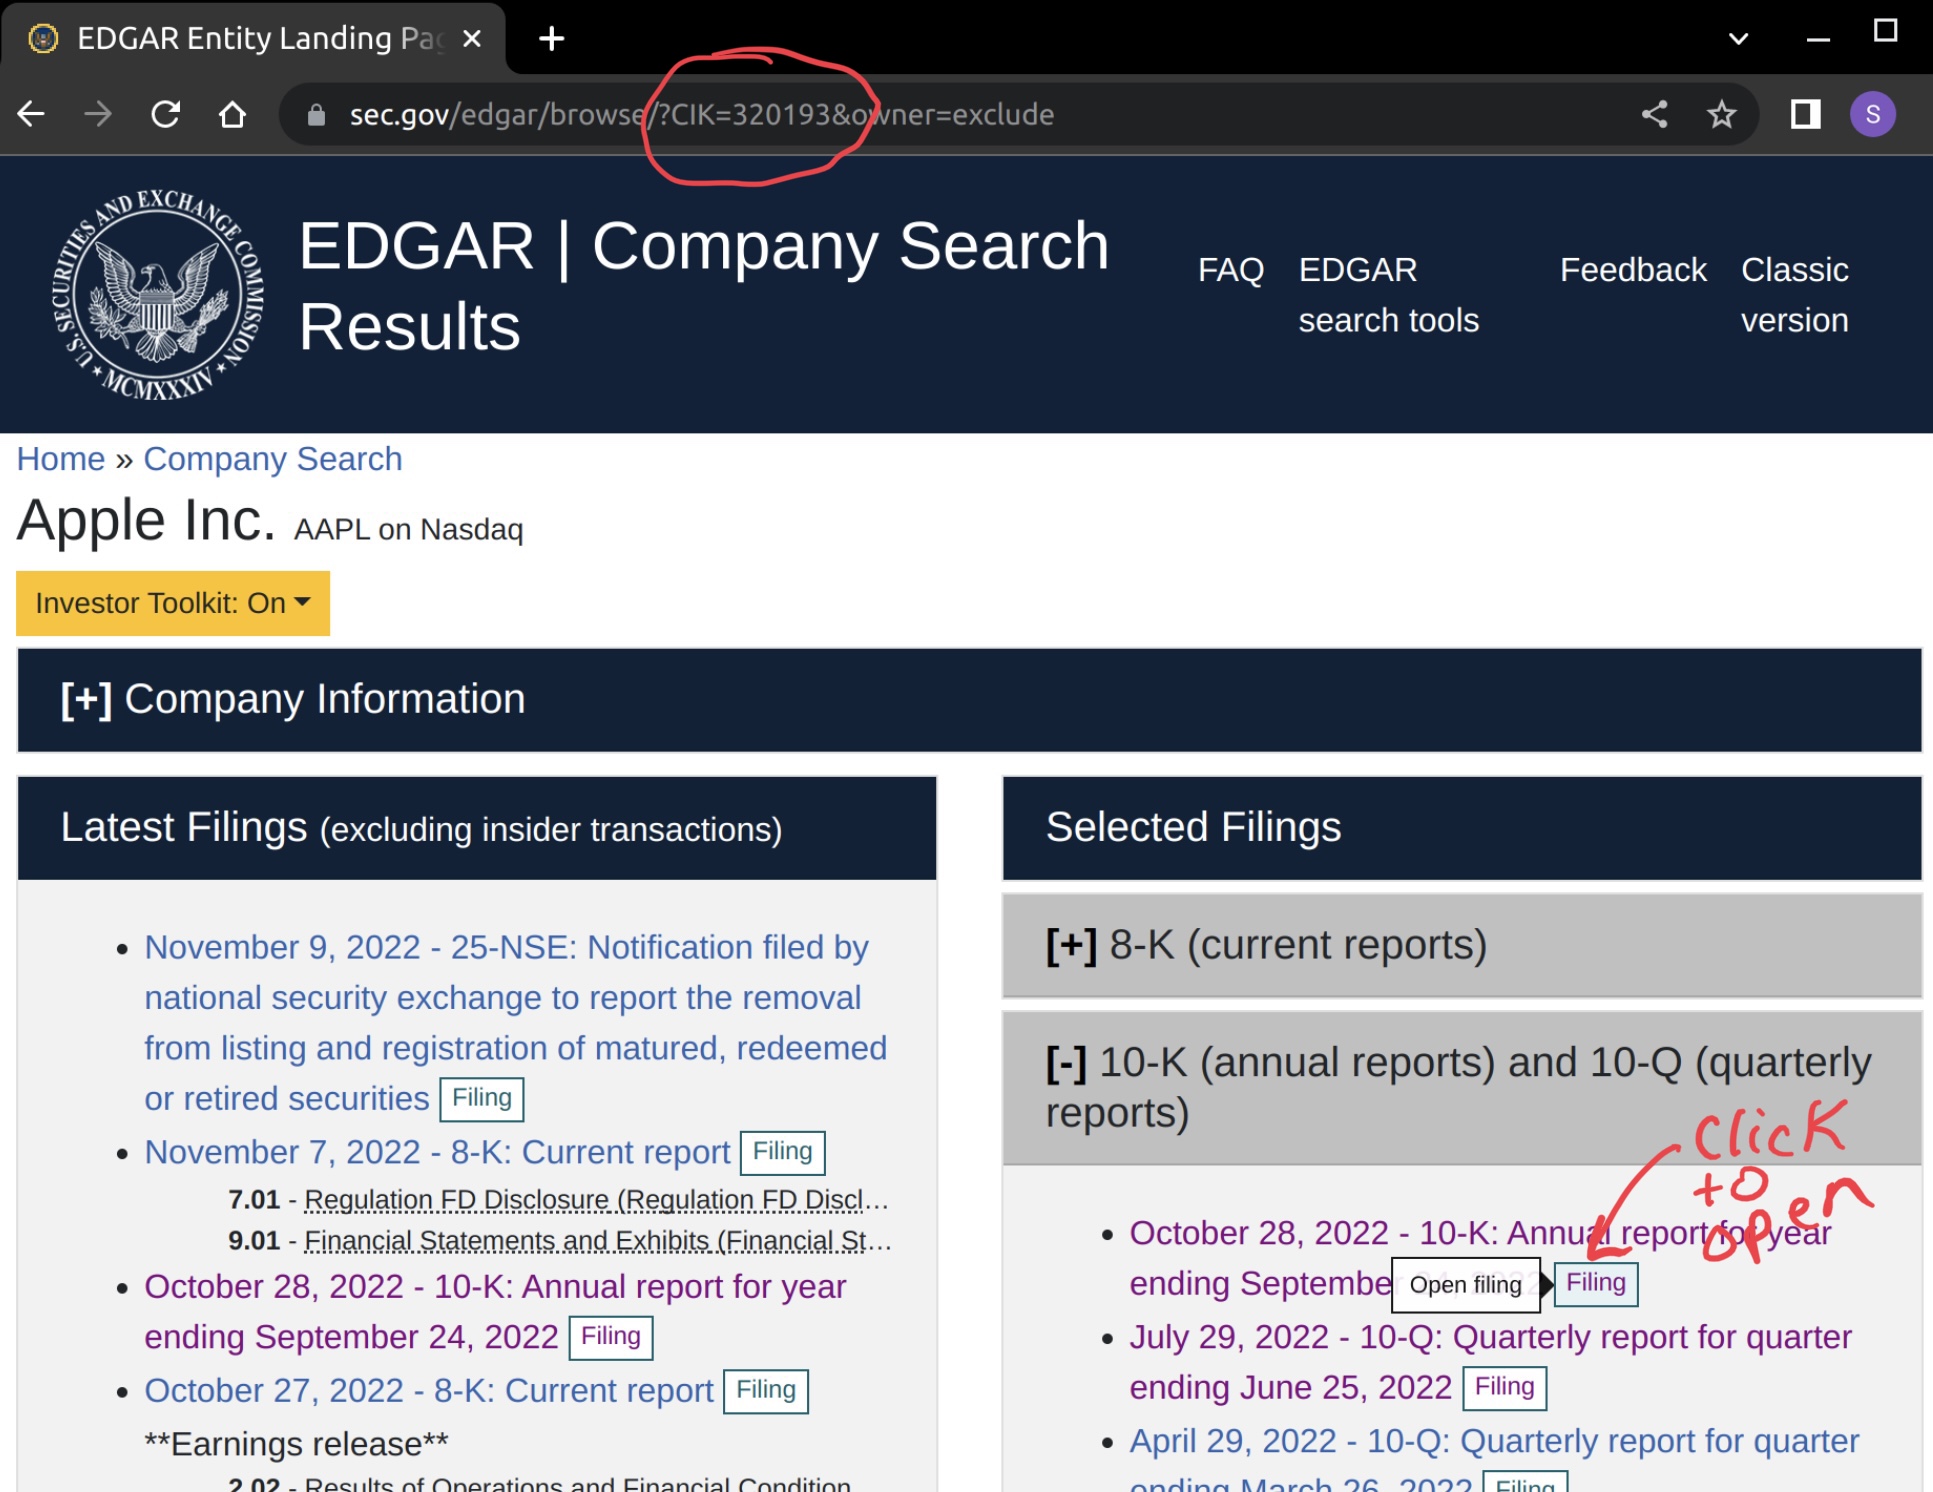 EDGAR Entity Landing Pag
sec.gov/edgar/browse/?CIK=320193&owner=exclude
S
U.S. SECURITIES AND EXCHANGE COMMISSION
MCMXXXIV
EDGAR | Company Search
Results
FAQ
EDGAR
search tools
Feedback
Classic
version
Home » Company Search
Apple Inc. AAPL on Nasdaq
Investor Toolkit: On
[+] Company Information
Latest Filings (excluding insider transactions)
November 9, 2022 - 25-NSE: Notification filed by
national security exchange to report the removal
from listing and registration of matured, redeemed
or retired securities Filing
November 7, 2022 - 8-K: Current report Filing
7.01 - Regulation FD Disclosure (Regulation FD Discl…
9.01 - Financial Statements and Exhibits (Financial St…
October 28, 2022 - 10-K: Annual report for year
ending September 24, 2022 Filing
October 27, 2022 - 8-K: Current report Filing
**Earnings release**
2.02 - Results of Operations and Financial Condition
Selected Filings
[+] 8-K (current reports)
[-] 10-K (annual reports) and 10-Q (quarterly
reports)
click
to
open
October 28, 2022 - 10-K: Annual report for year
ending September Open filing Filing
July 29, 2022 - 10-Q: Quarterly report for quarter
ending June 25, 2022 Filing
April 29, 2022 - 10-Q: Quarterly report for quarter
ending March 26, 2022 Filing